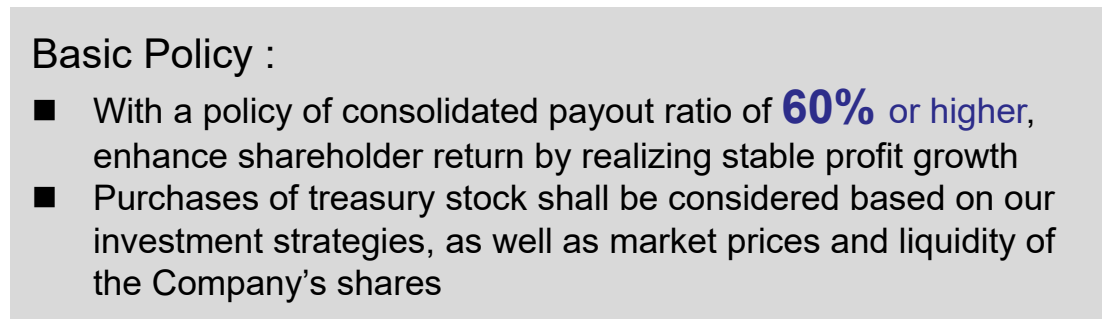 Basic Policy :
■ With a policy of consolidated payout ratio of 60% or higher,
enhance shareholder return by realizing stable profit growth
■ Purchases of treasury stock shall be considered based on our
investment strategies, as well as market prices and liquidity of
the Company’s shares